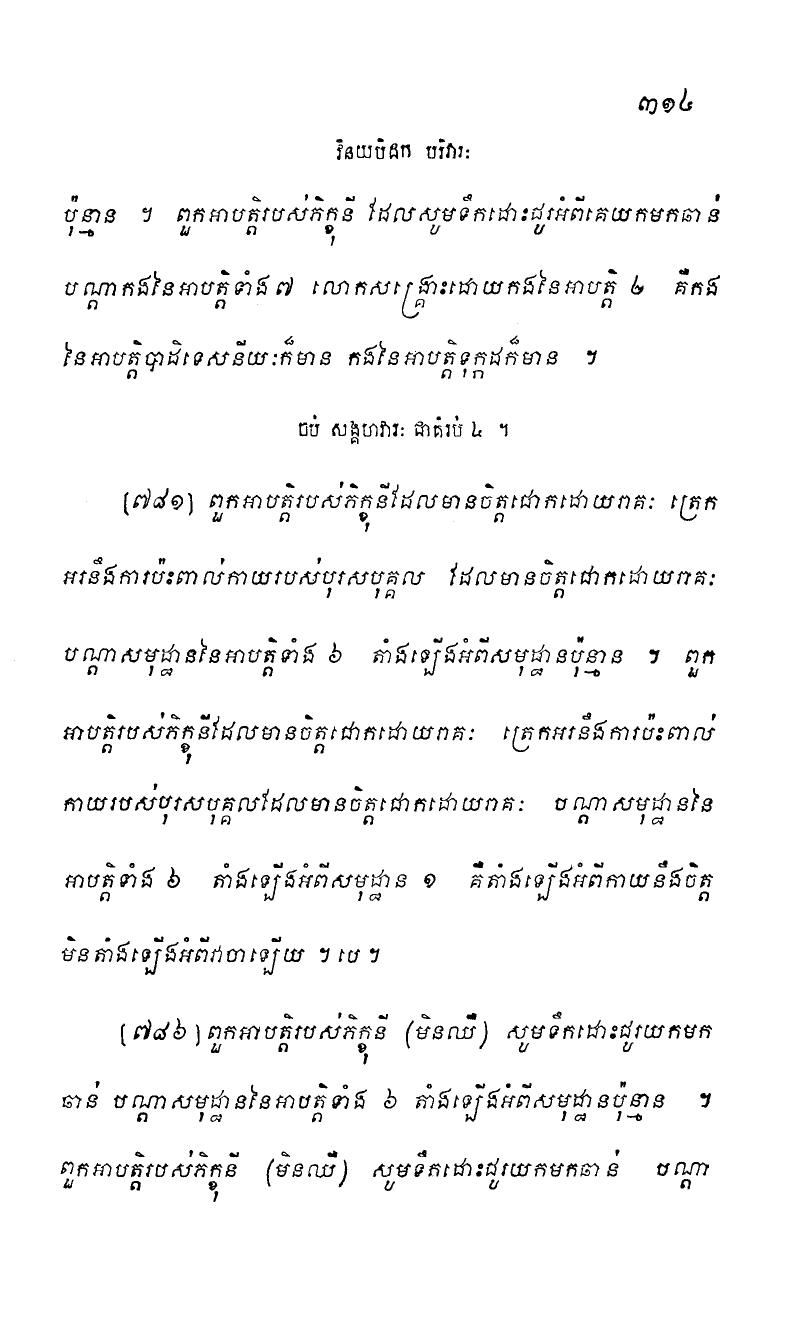 ៣១៤
វិនយបិដក បរិវារៈ
ប៉ុន្មាន ។ ពួកអាបត្តិរបស់ភិក្ខុនី ដែលសូមទឹកដោះជូរអំពីគេយកមកឆាន់
បណ្តាកងនៃអាបត្តិទាំង៧ លោកសង្គ្រោះដោយកងនៃអាបត្តិ ២ គឺកង
នៃអាបត្តិបាដិទេសនីយៈក៏មាន កងនៃអាបត្តិទុក្កដក៏មាន ។
ចប់ សង្គហវារៈ ជាគំរប់ ៤ ។
[៧៨១] ពួកអាបត្តិរបស់ភិក្ខុនីដែលមានចិត្តជោកដោយរាគៈ ត្រេក
អរនឹងការប៉ះពាល់កាយរបស់បុរសបុគ្គល ដែលមានចិត្តជោកដោយរាគៈ
បណ្តាសមុដ្ឋាននៃអាបត្តិទាំង ៦ តាំងឡើងអំពីសមុដ្ឋានប៉ុន្មាន ។ ពួក
អាបត្តិរបស់ភិក្ខុនីដែលមានចិត្តជោកដោយរាគៈ ត្រេកអរនឹងការប៉ះពាល់
កាយរបស់បុរសបុគ្គលដែលមានចិត្តជោកដោយរាគៈ បណ្តាសមុដ្ឋាននៃ
អាបត្តិទាំង ៦ តាំងឡើងអំពីសមុដ្ឋាន ១ គឺតាំងឡើងអំពីកាយនឹងចិត្ត
មិនតាំងឡើងអំពីវាចាឡើយ ។ បេ ។
[៧៨៦] ពួកអាបត្តិរបស់ភិក្ខុនី (មិនឈឺ) សូមទឹកដោះជូរយកមក
ឆាន់ បណ្តាសមុដ្ឋាននៃអាបត្តិទាំង ៦ តាំងឡើងអំពីសមុដ្ឋានប៉ុន្មាន ។
ពួកអាបត្តិរបស់ភិក្ខុនី (មិនឈឺ) សូមទឹកដោះជូរយកមកឆាន់ បណ្តា